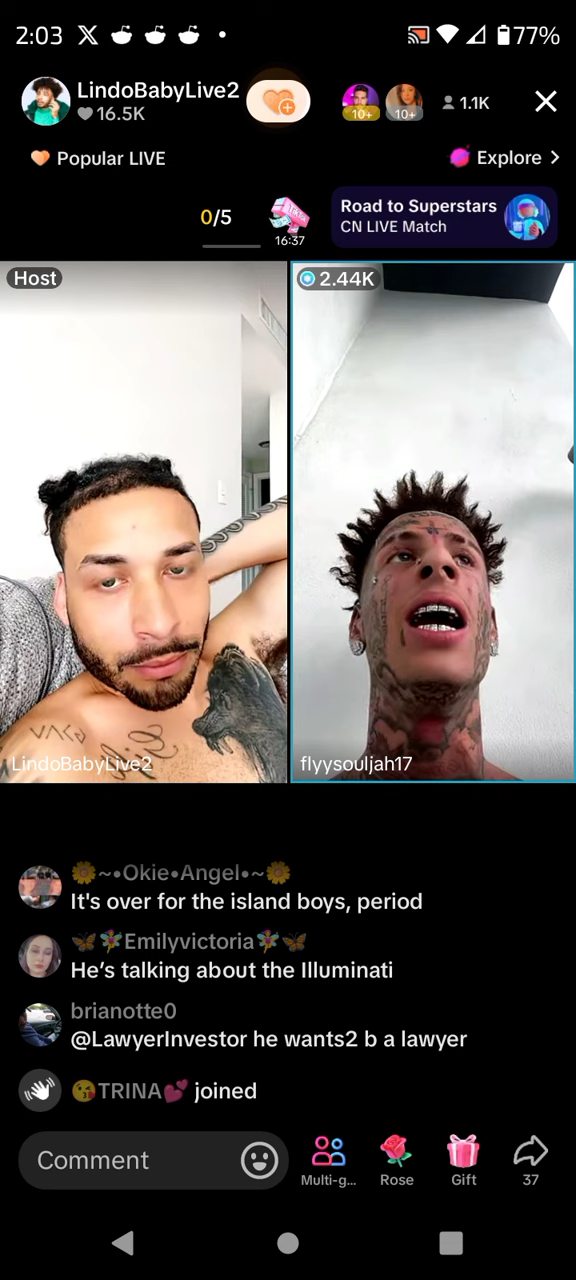 2:03
77%
LindoBabyLive2
16.5K
10+
10+
1.1K
Popular LIVE
Explore >
0/5
16:37
Road to Superstars
CN LIVE Match
Host
2.44K
LindoBabyLive2
flyysouljah17
🌼~•Okie•Angel•~🌼
It's over for the island boys, period
🦋🧚Emilyvictoria🧚🦋
He's talking about the Illuminati
brianotte0
@LawyerInvestor he wants2 b a lawyer
😘TRINA💕 joined
Comment
Multi-g...
Rose
Gift
37